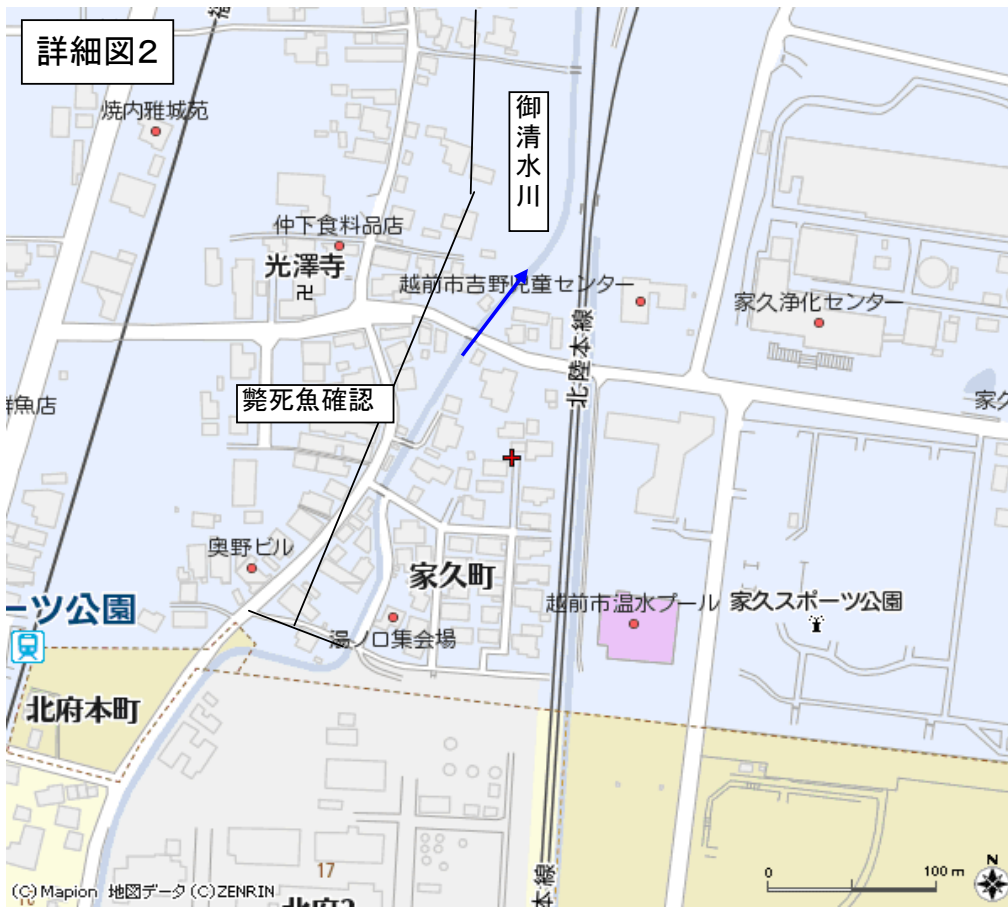 詳細図2
焼内雅城苑
御清水川
仲下食料品店
光澤寺
越前市吉野児童センター
家久浄化センター
北陸本線
斃死魚確認
鮮魚店
奥野ビル
家久町
越前市温水プール
家久スポーツ公園
ーツ公園
湯ノ口集会場
北府本町
17
0
100 m
N
(C) Mapion 地図データ (C)ZENRIN